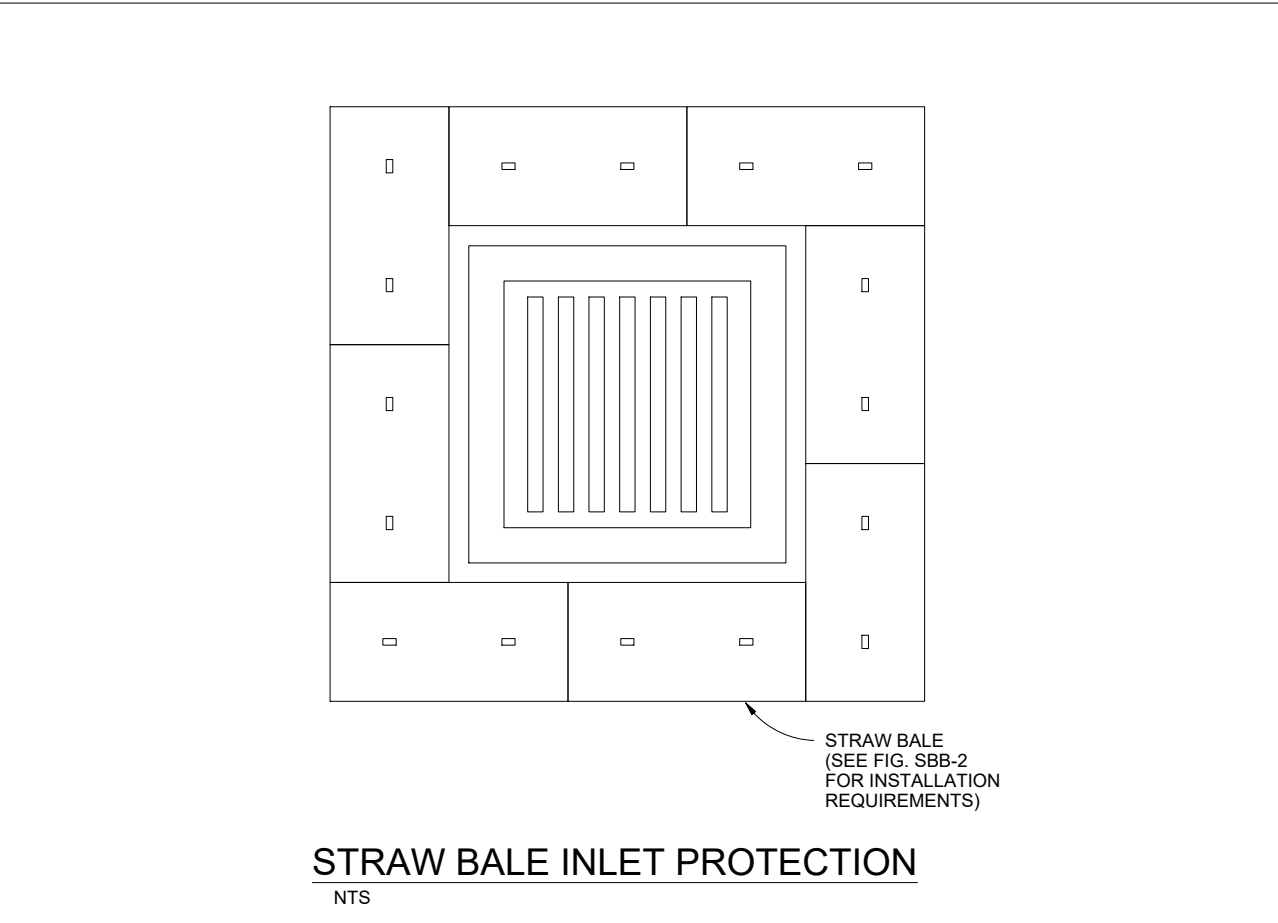 STRAW BALE
(SEE FIG. SBB-2
FOR INSTALLATION
REQUIREMENTS)
STRAW BALE INLET PROTECTION
NTS